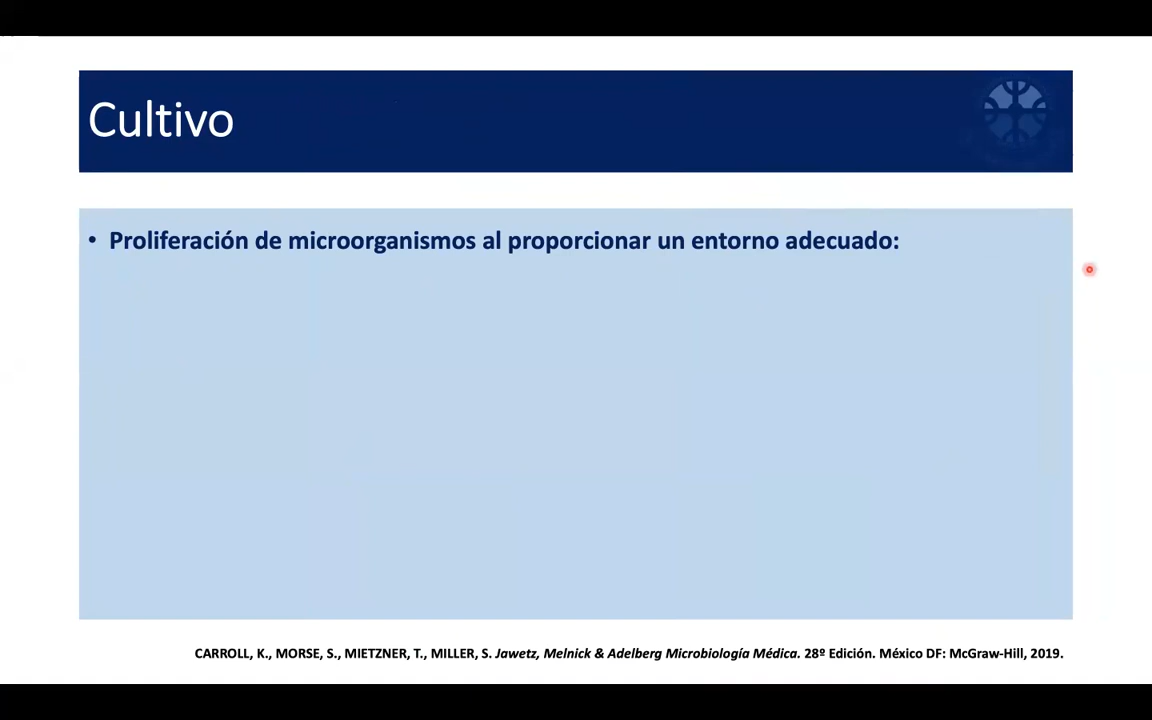 Cultivo
• Proliferación de microorganismos al proporcionar un entorno adecuado:
CARROLL, K., MORSE, S., MIETZNER, T., MILLER, S. Jawetz, Melnick & Adelberg Microbiología Médica. 28º Edición. México DF: McGraw-Hill, 2019.